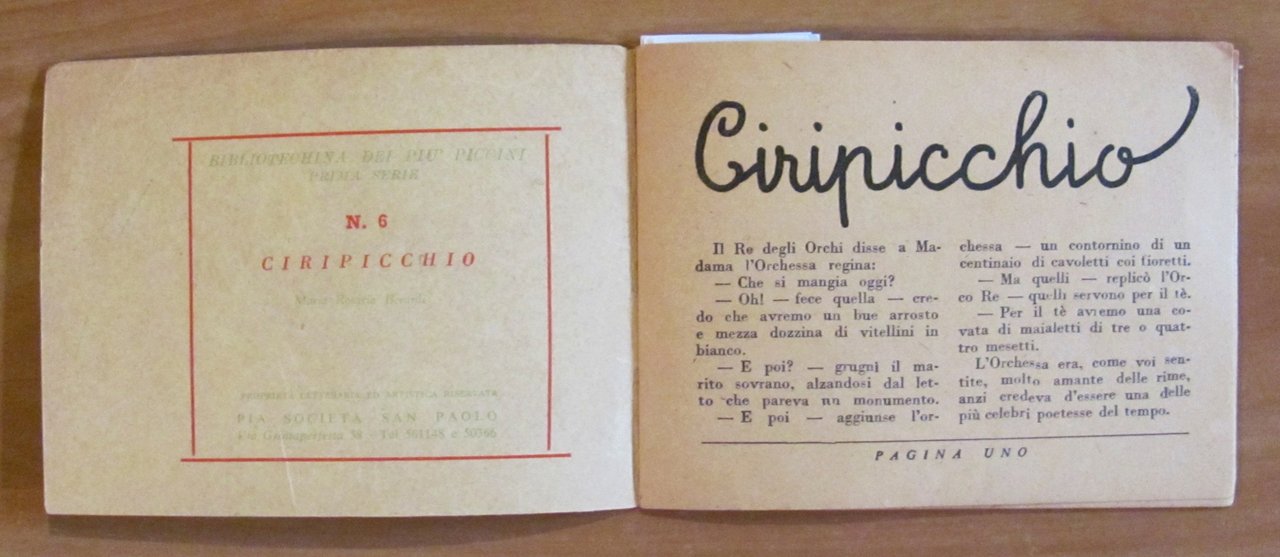 BIBLIOTECHINA DEI PIU' PICCINI
PRIMA SERIE
N. 6
CIRIPICCHIO
Maria Rosaria Berardi
PROPRIETÀ LETTERARIA ED ARTISTICA RISERVATA
PIA SOCIETÀ SAN PAOLO
Via - Tel 561148 e 50366
Ciripicchio
Il Re degli Orchi disse a Ma-
dama l'Orchessa regina:
— Che si mangia oggi?
— Oh! — fece quella — cre-
do che avremo un bue arrosto
e mezza dozzina di vitellini in
bianco.
— E poi? — grugnì il ma-
rito sovrano, alzandosi dal let-
to che pareva un monumento.
— E poi — aggiunse l'or-
chessa — un contornino di un
centinaio di cavoletti coi fioretti.
— Ma quelli — replicò l'Or-
co Re — quelli servono per il tè.
— Per il tè avremo una co-
vata di maialetti di tre o quat-
tro mesetti.
L'Orchessa era, come voi sen-
tite, molto amante delle rime,
anzi credeva d'essere una delle
più celebri poetesse del tempo.
PAGINA UNO